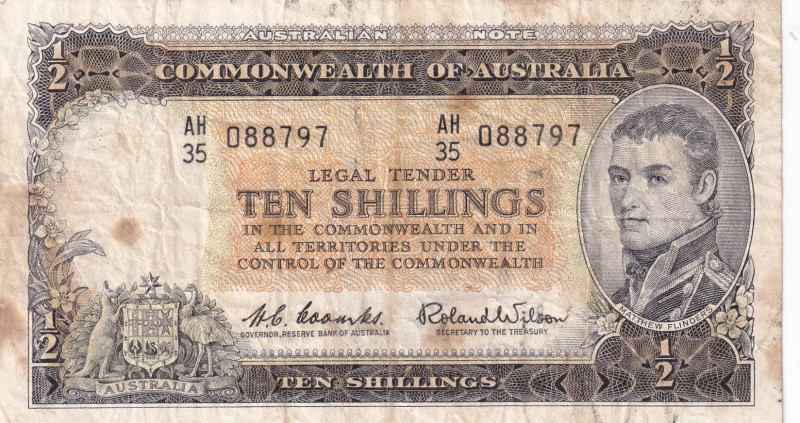 AUSTRALIAN NOTE
1/2 COMMONWEALTH OF AUSTRALIA 1/2
AH 35 088797 AH 35 088797
LEGAL TENDER
TEN SHILLINGS
IN THE COMMONWEALTH AND IN
ALL TERRITORIES UNDER THE
CONTROL OF THE COMMONWEALTH
H.C. Coombs Roland Wilson
GOVERNOR, RESERVE BANK OF AUSTRALIA SECRETARY TO THE TREASURY
MATTHEW FLINDERS
1/2 1/2
AUSTRALIA
TEN SHILLINGS